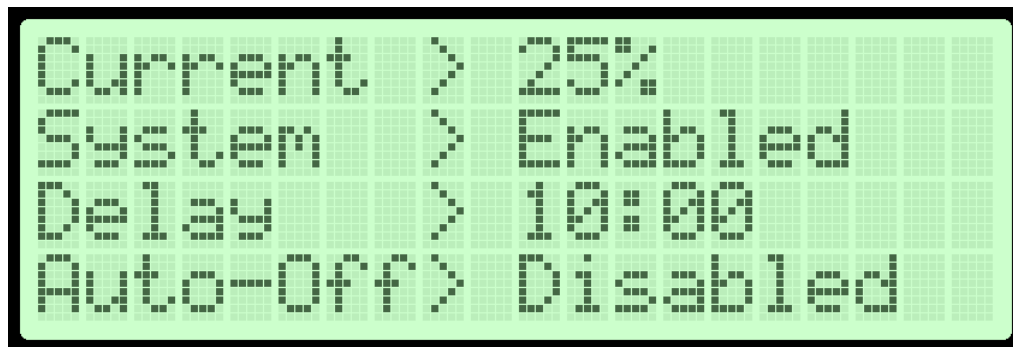 Current > 25%
System > Enabled
Delay > 10:00
Auto-Off> Disabled